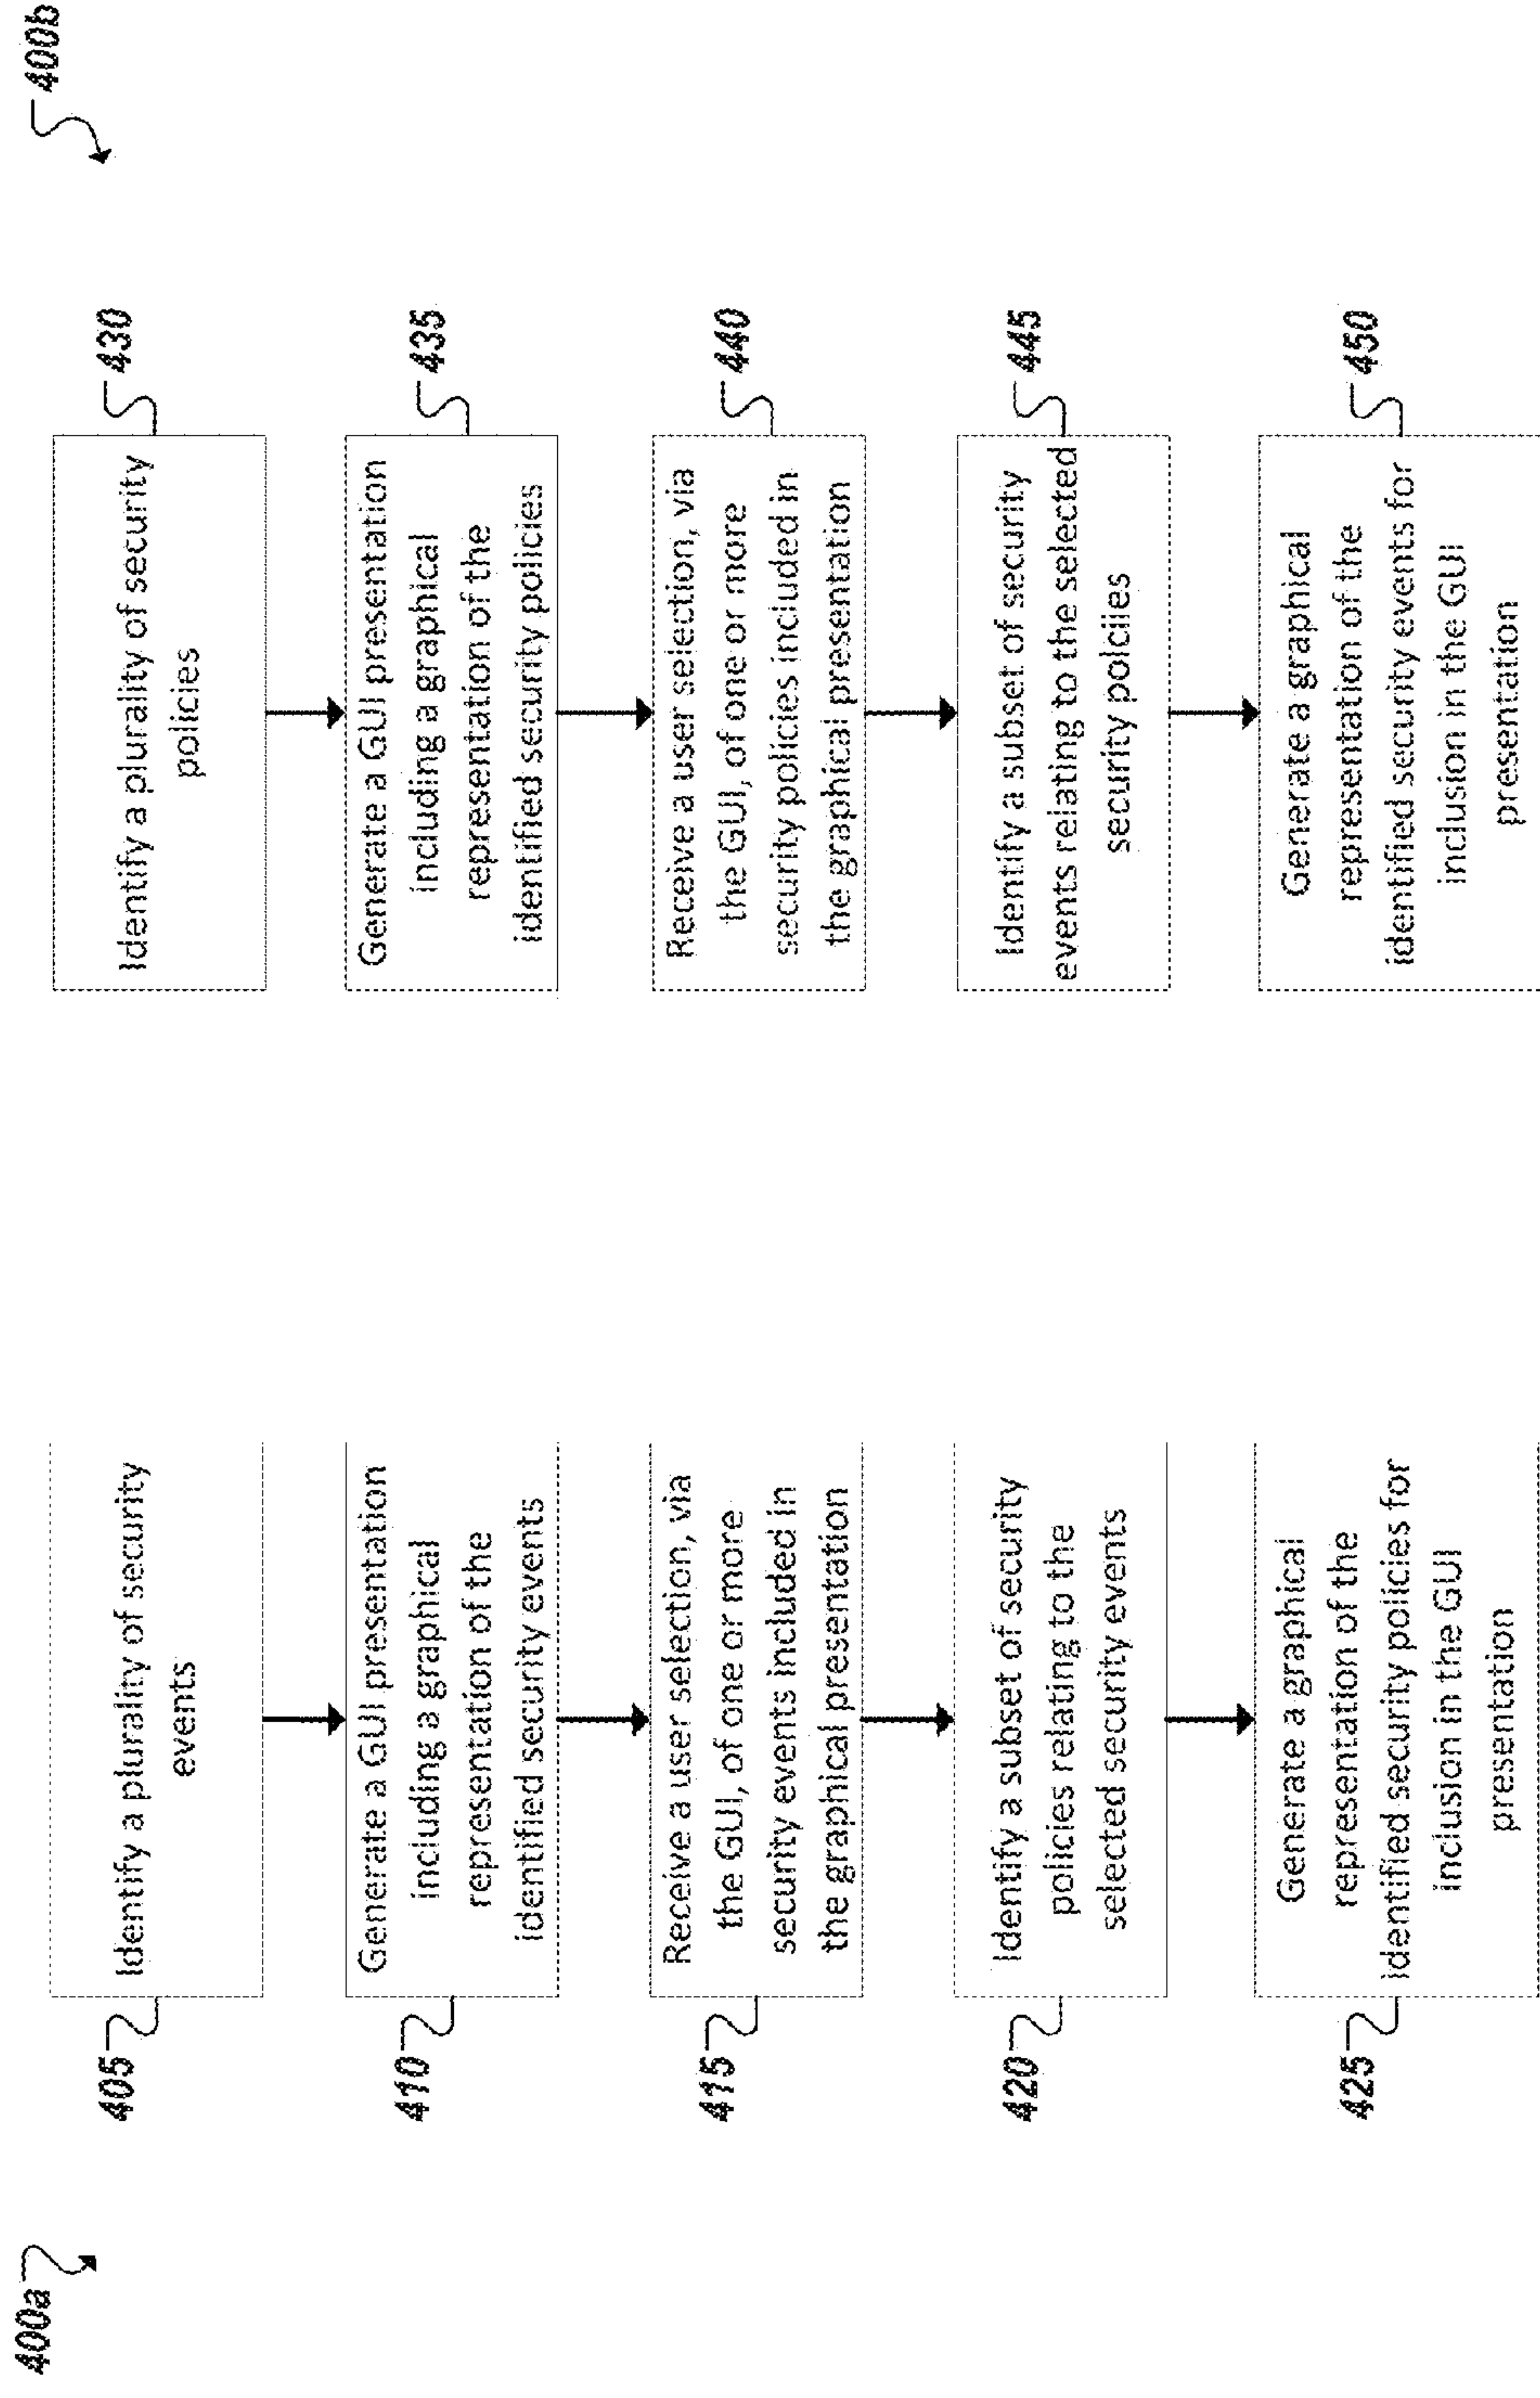 400a
405
Identify a plurality of security
events
410
Generate a GUI presentation
including a graphical
representation of the
identified security events
415
Receive a user selection, via
the GUI, of one or more
security events included in
the graphical presentation
420
Identify a subset of security
policies relating to the
selected security events
425
Generate a graphical
representation of the
identified security policies for
inclusion in the GUI
presentation
400b
430
Identify a plurality of security
policies
435
Generate a GUI presentation
including a graphical
representation of the
identified security policies
440
Receive a user selection, via
the GUI, of one or more
security policies included in
the graphical presentation
445
Identify a subset of security
events relating to the selected
security policies
450
Generate a graphical
representation of the
identified security events for
inclusion in the GUI
presentation